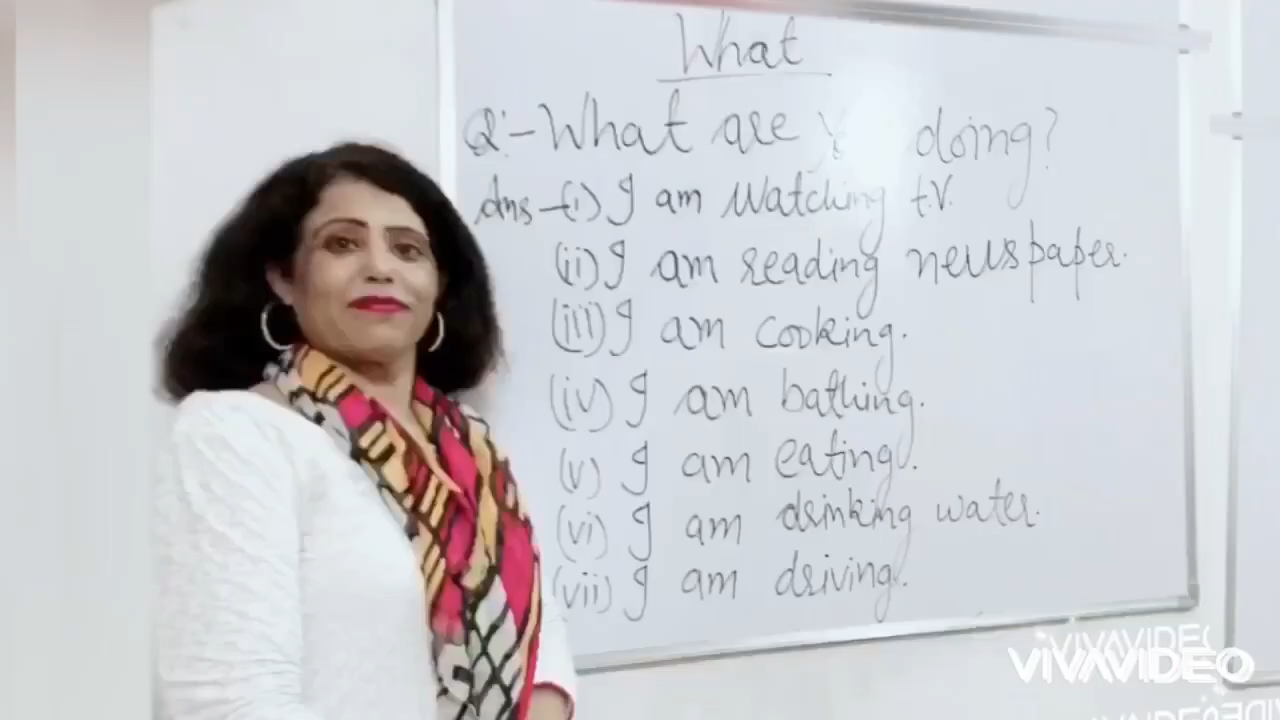 What
Q:- What are doing?
Ans -(i) I am Watching t.V.
(ii) I am reading newspaper.
(iii) I am cooking.
(iv) I am bathing.
(v) I am eating.
(vi) I am drinking water.
(vii) I am driving.
VIVAVIDEO
VIVAVIDEO